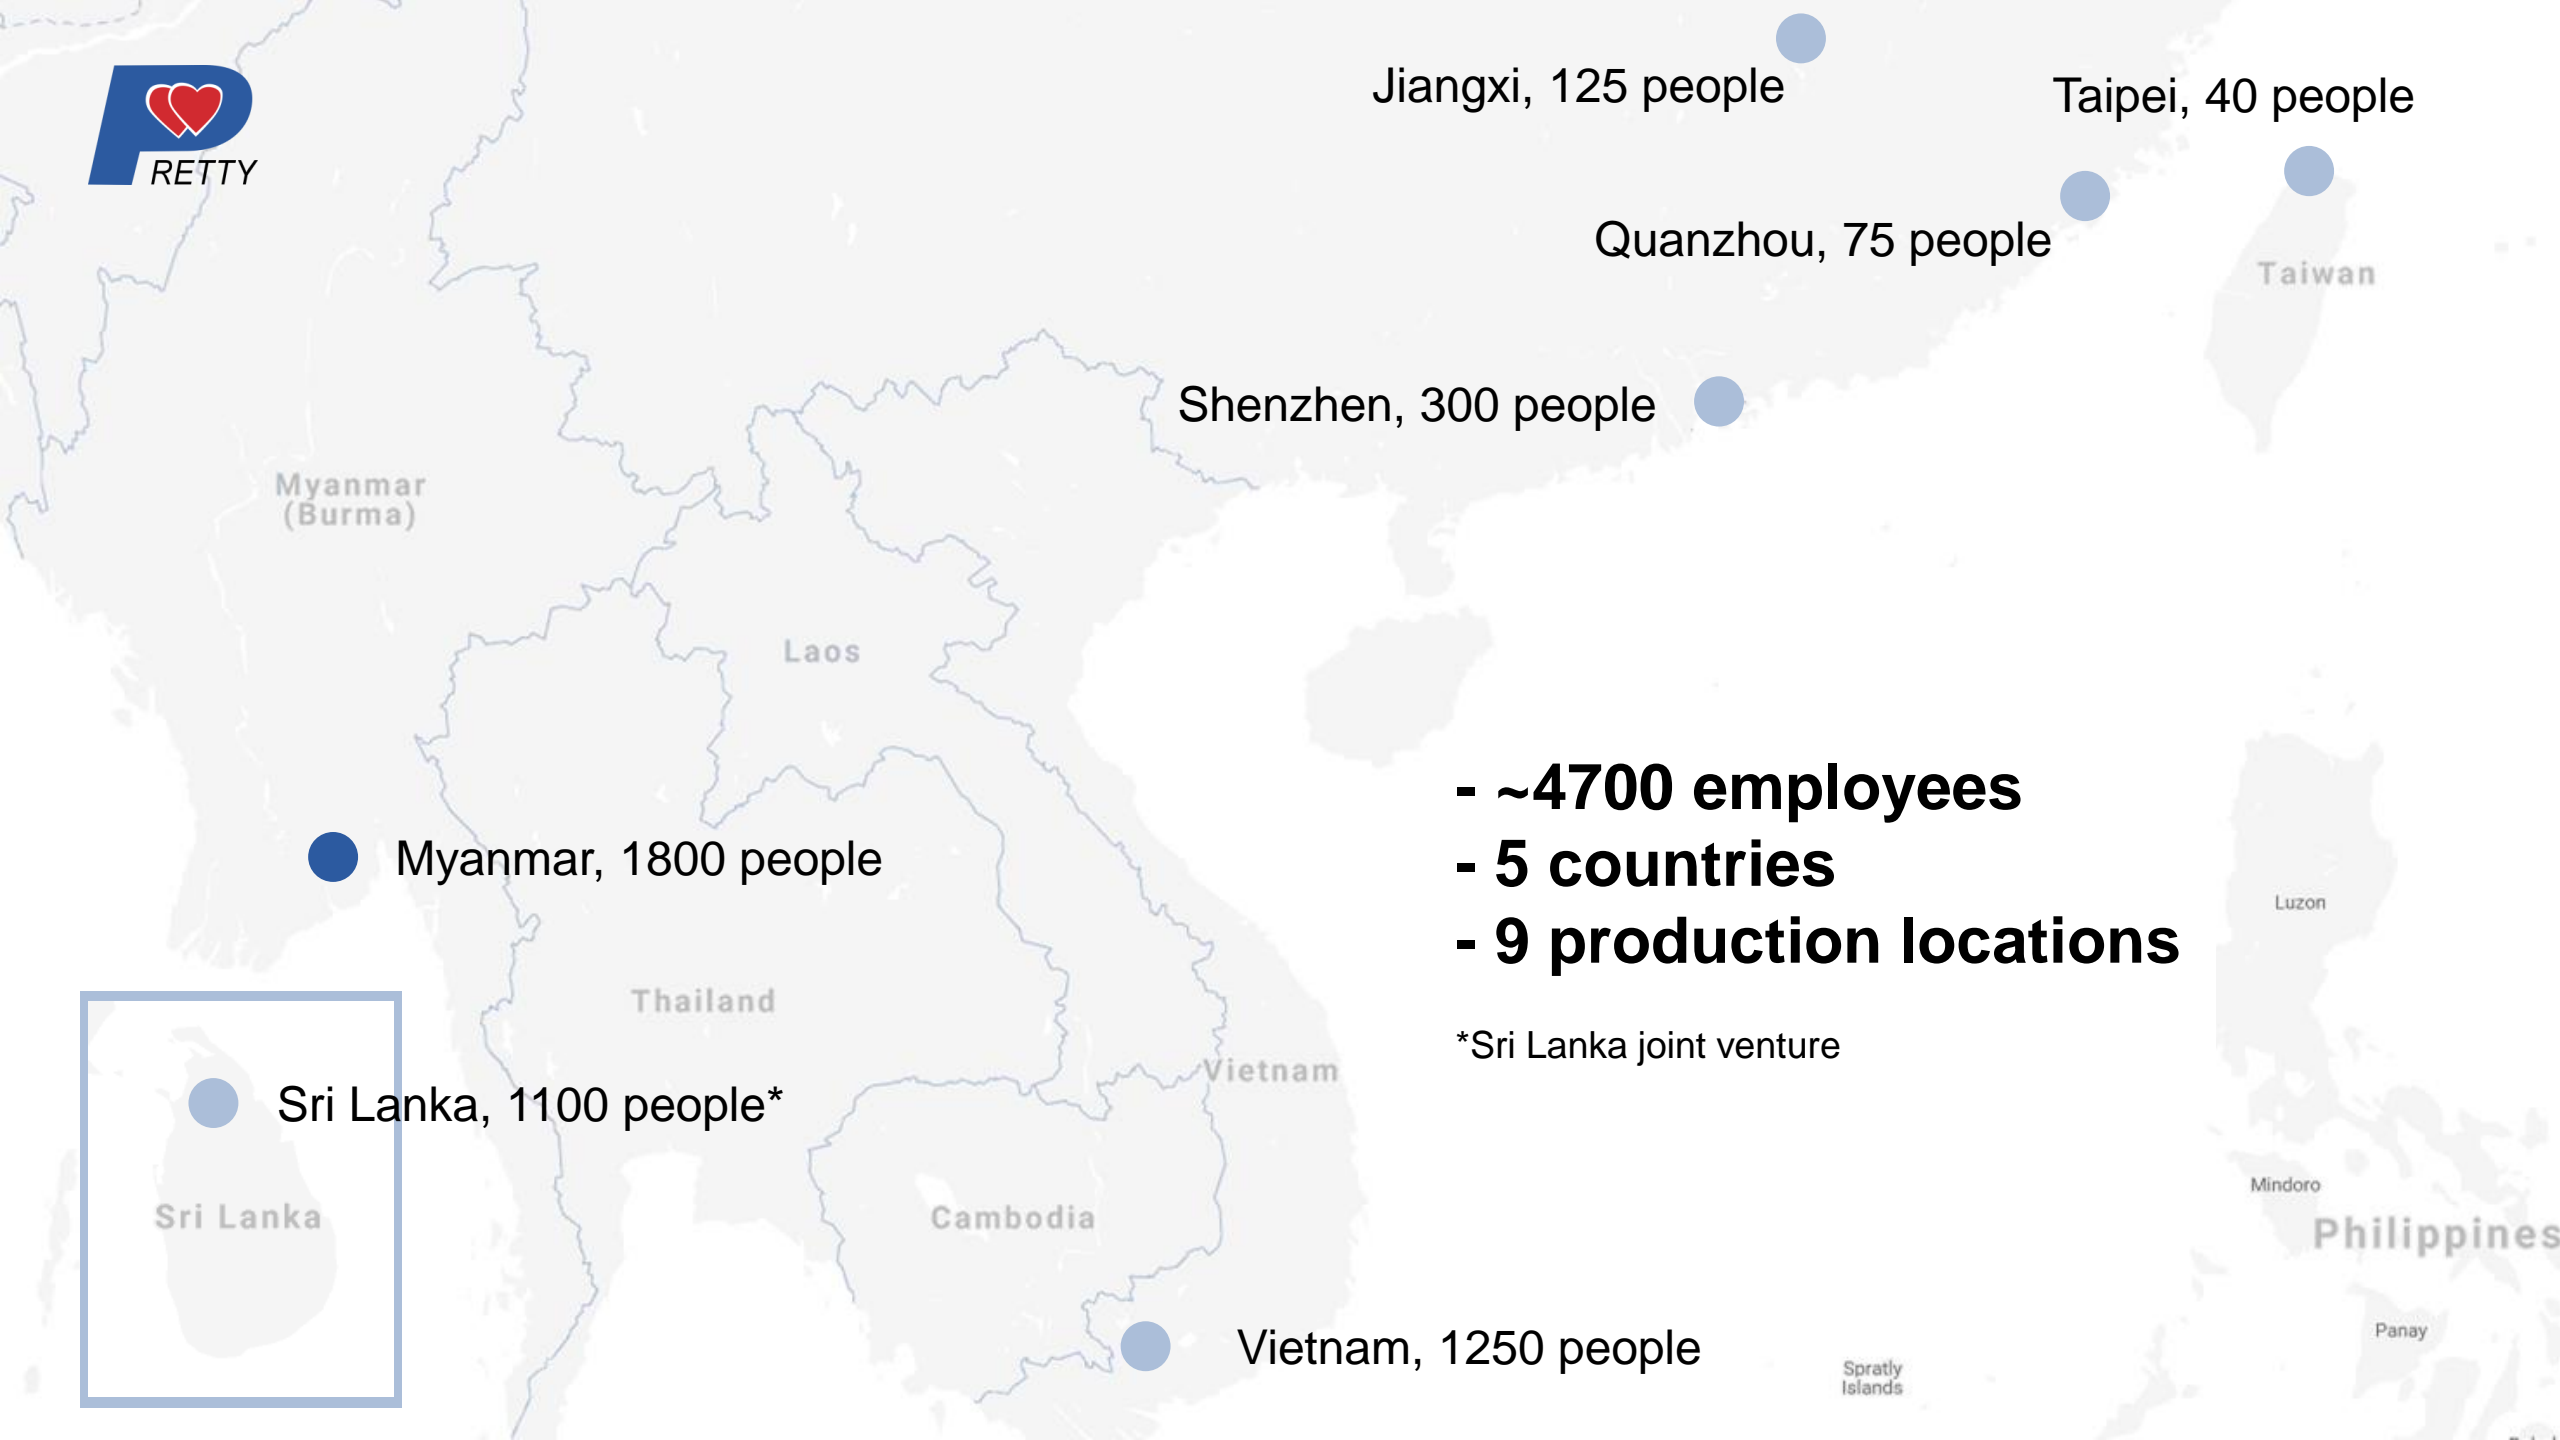 Jiangxi, 125 people
Taipei, 40 people
PRETTY
Quanzhou, 75 people
Taiwan
Shenzhen, 300 people
Myanmar
(Burma)
Laos
- ~4700 employees
- 5 countries
- 9 production locations
Myanmar, 1800 people
Luzon
Thailand
*Sri Lanka joint venture
Vietnam
Sri Lanka, 1100 people*
Mindoro
Sri Lanka
Cambodia
Philippines
Panay
Vietnam, 1250 people
Spratly
Islands